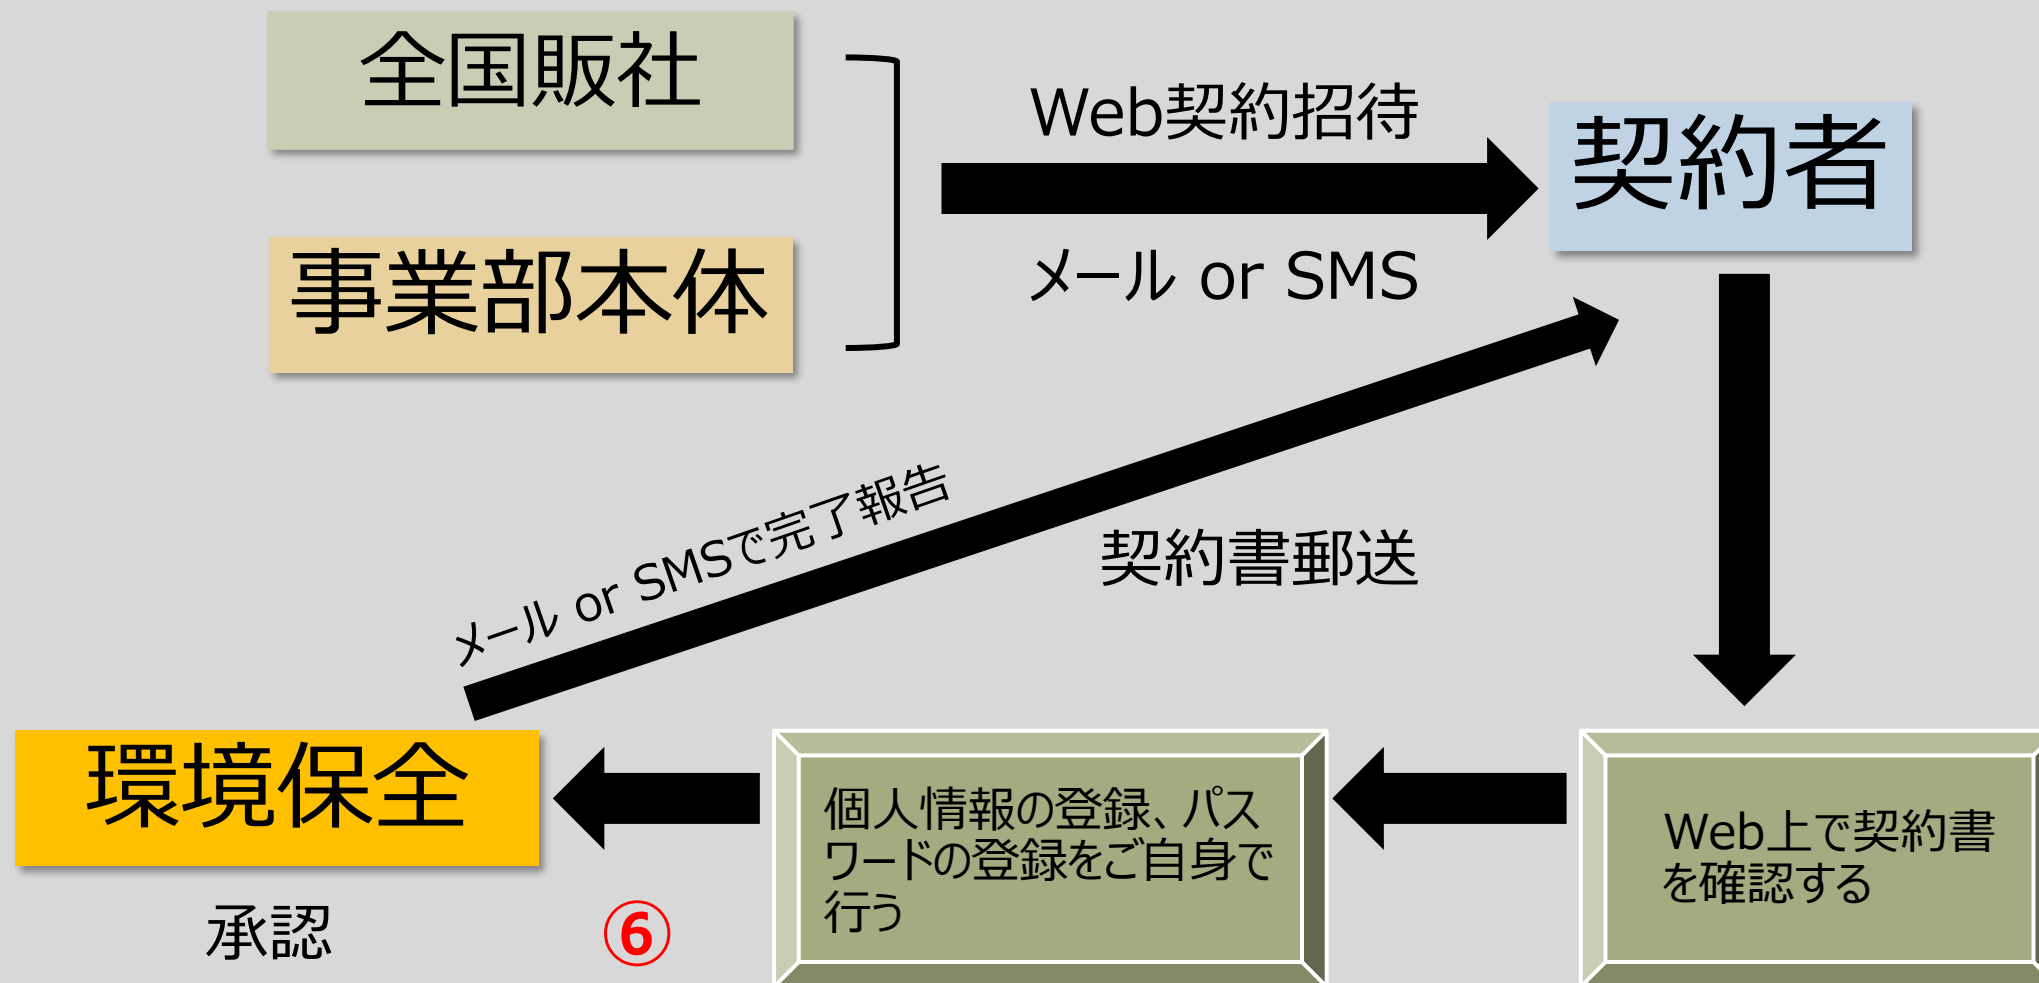 全国販社
Web契約招待
契約者
事業部本体
メール or SMS
メール or SMSで完了報告
契約書郵送
環境保全
個人情報の登録、パス
ワードの登録をご自身で
行う
Web上で契約書
を確認する
承認
⑥